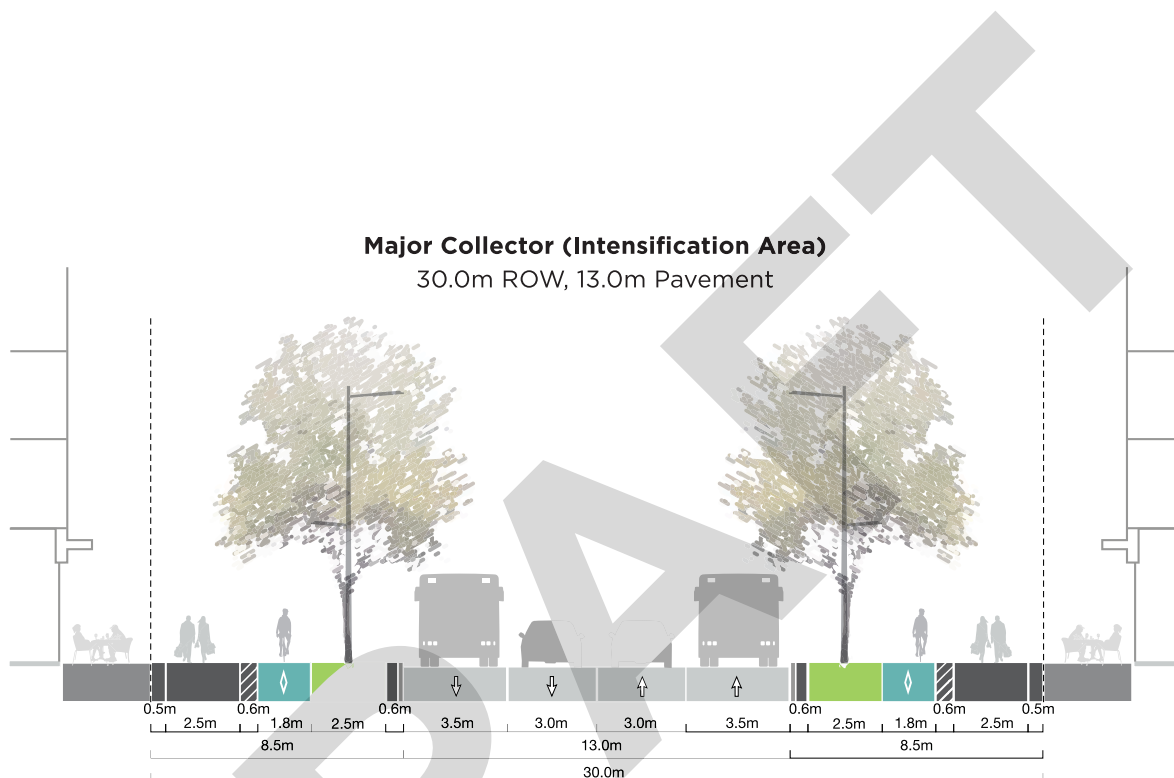 Major Collector (Intensification Area)
30.0m ROW, 13.0m Pavement
DRAFT
0.5m 0.6m 0.6m 0.6m 0.6m 0.5m
2.5m 1.8m 2.5m 3.5m 3.0m 3.0m 3.5m 2.5m 1.8m 2.5m
8.5m 13.0m 8.5m
30.0m